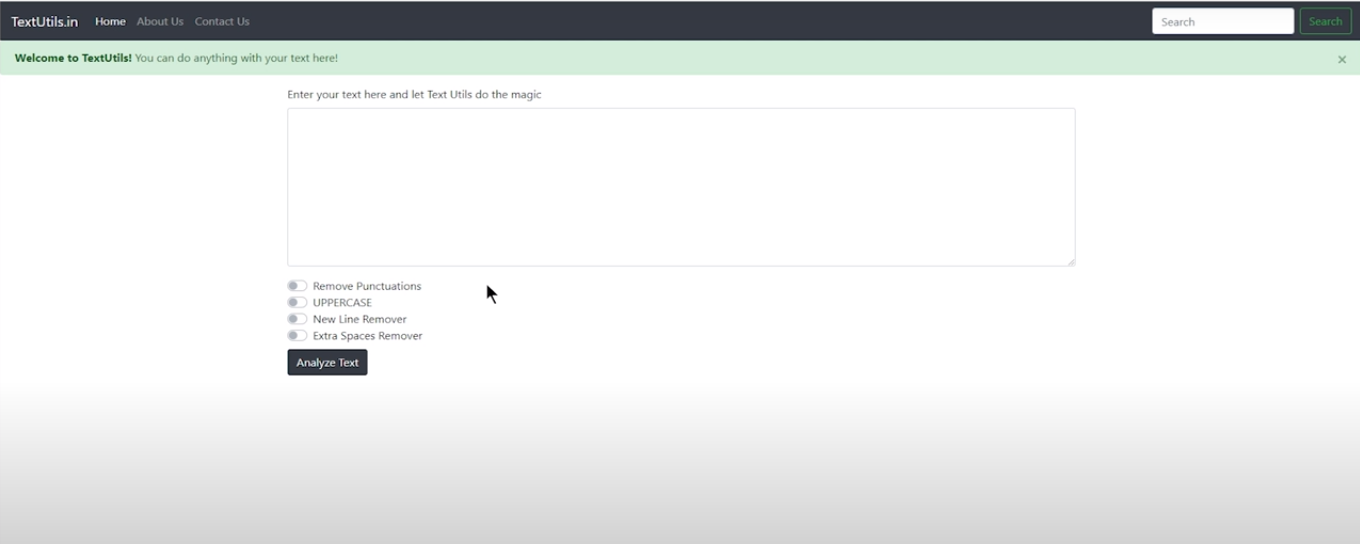 TextUtils.in Home About Us Contact Us Search Search
Welcome to TextUtils! You can do anything with your text here! ×
Enter your text here and let Text Utils do the magic
Remove Punctuations
UPPERCASE
New Line Remover
Extra Spaces Remover
Analyze Text